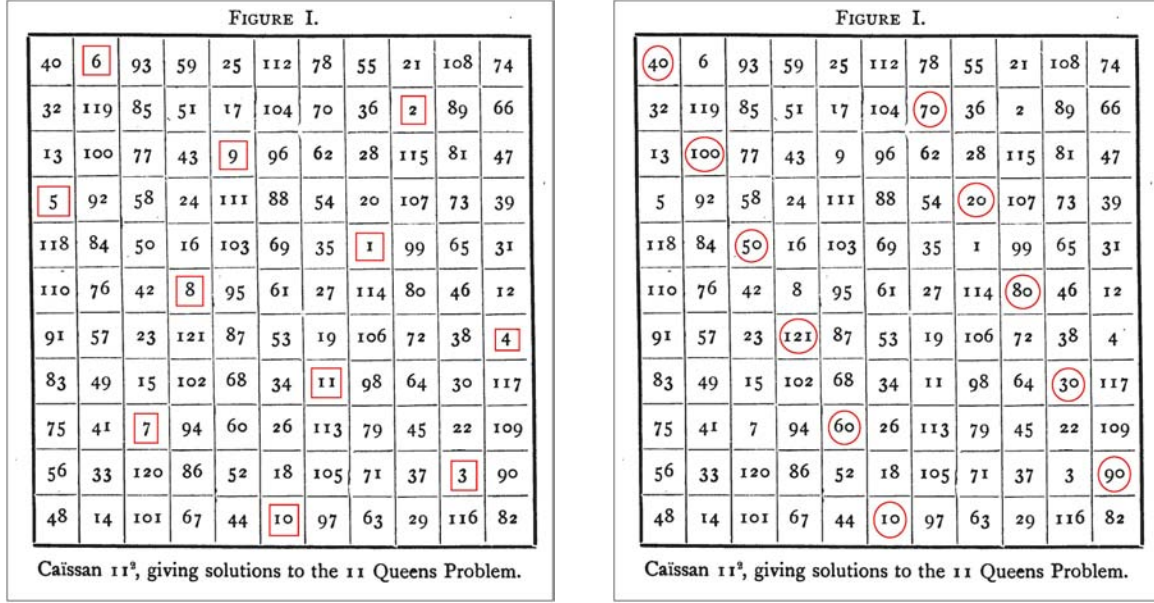 FIGURE I.
40 6 93 59 25 112 78 55 21 108 74
32 119 85 51 17 104 70 36 2 89 66
13 100 77 43 9 96 62 28 115 81 47
5 92 58 24 111 88 54 20 107 73 39
118 84 50 16 103 69 35 1 99 65 31
110 76 42 8 95 61 27 114 80 46 12
91 57 23 121 87 53 19 106 72 38 4
83 49 15 102 68 34 11 98 64 30 117
75 41 7 94 60 26 113 79 45 22 109
56 33 120 86 52 18 105 71 37 3 90
48 14 101 67 44 10 97 63 29 116 82
Caïssan 11², giving solutions to the 11 Queens Problem.
FIGURE I.
40 6 93 59 25 112 78 55 21 108 74
32 119 85 51 17 104 70 36 2 89 66
13 100 77 43 9 96 62 28 115 81 47
5 92 58 24 111 88 54 20 107 73 39
118 84 50 16 103 69 35 1 99 65 31
110 76 42 8 95 61 27 114 80 46 12
91 57 23 121 87 53 19 106 72 38 4
83 49 15 102 68 34 11 98 64 30 117
75 41 7 94 60 26 113 79 45 22 109
56 33 120 86 52 18 105 71 37 3 90
48 14 101 67 44 10 97 63 29 116 82
Caïssan 11², giving solutions to the 11 Queens Problem.